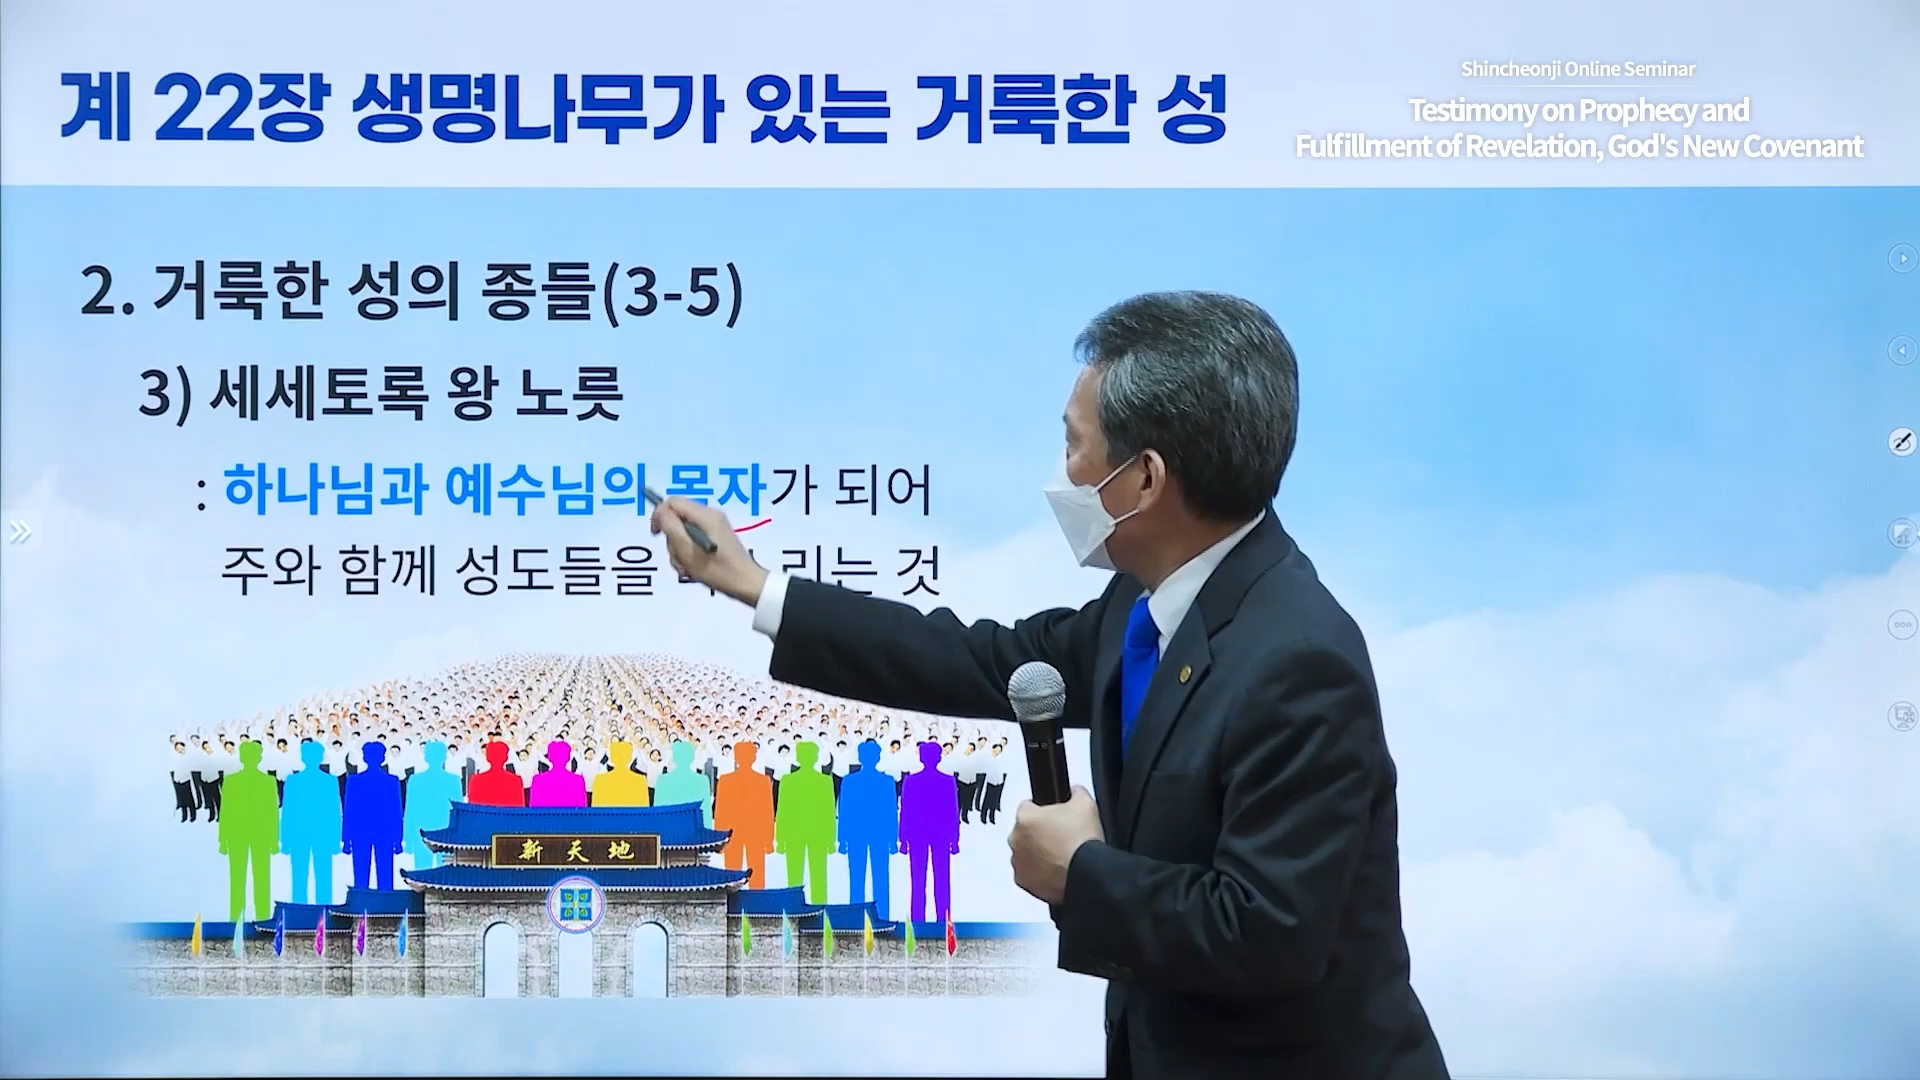 계 22장 생명나무가 있는 거룩한 성
Shincheonji Online Seminar
Testimony on Prophecy and
Fulfillment of Revelation, God's New Covenant
2. 거룩한 성의 종들(3-5)
3) 세세토록 왕 노릇
: 하나님과 예수님의 목자가 되어
주와 함께 성도들을 리는 것
新天地